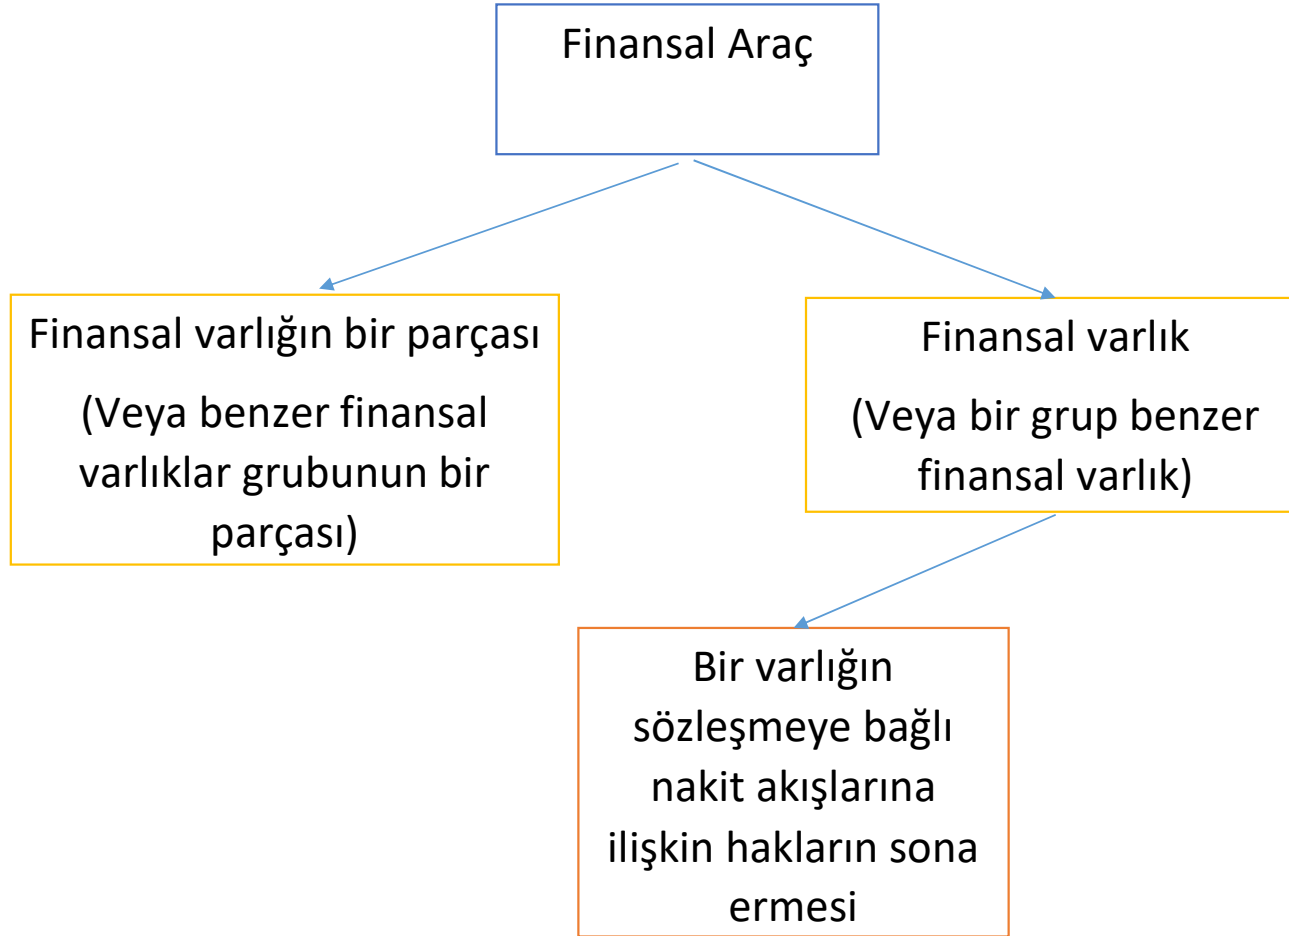 Finansal Araç
Finansal varlığın bir parçası
(Veya benzer finansal
varlıklar grubunun bir
parçası)
Finansal varlık
(Veya bir grup benzer
finansal varlık)
Bir varlığın
sözleşmeye bağlı
nakit akışlarına
ilişkin hakların sona
ermesi